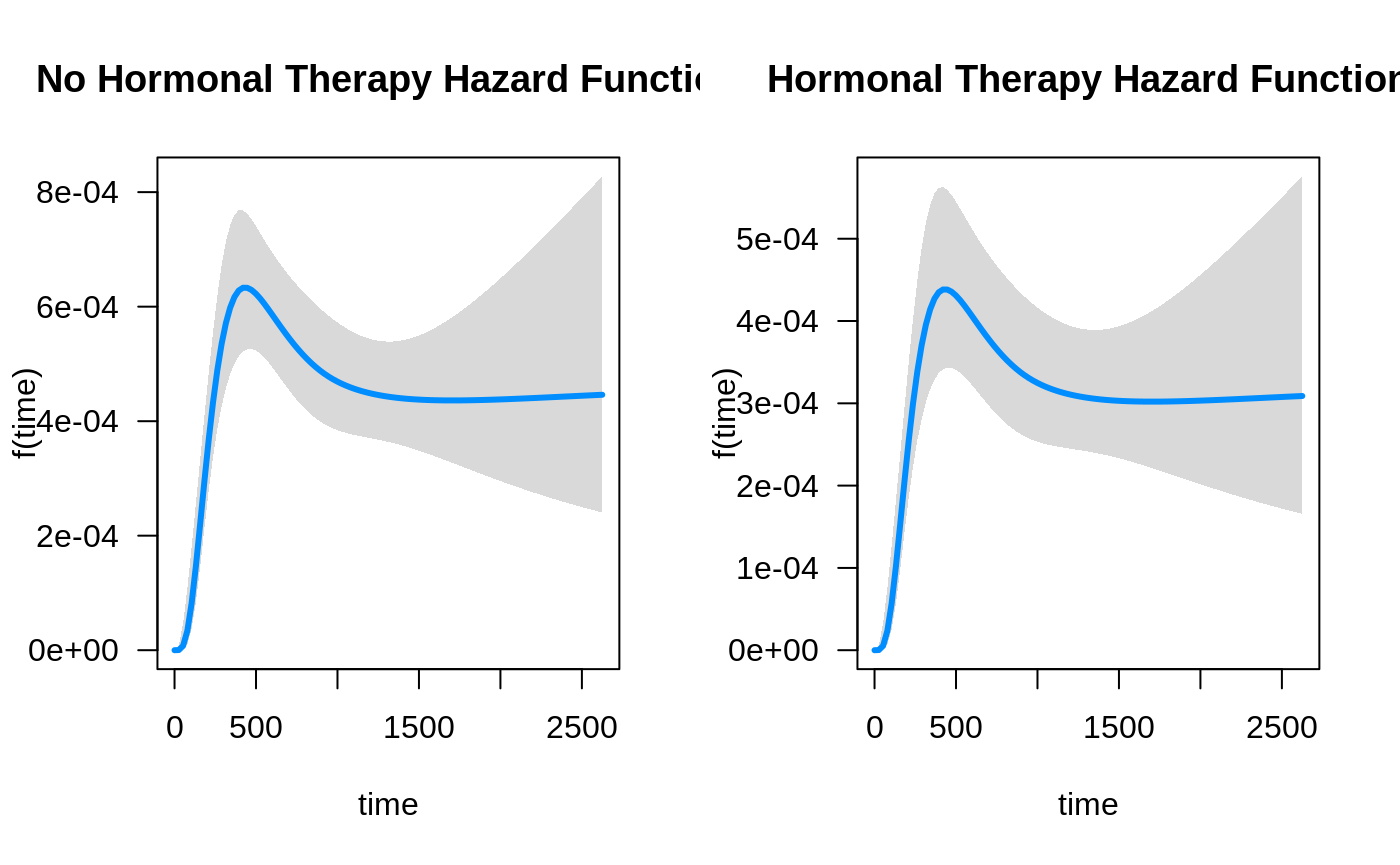 No Hormonal Therapy Hazard Functi
8e-04
6e-04
4e-04
2e-04
0e+00
f(time)
0 500 1500 2500
time
Hormonal Therapy Hazard Function
5e-04
4e-04
3e-04
2e-04
1e-04
0e+00
f(time)
0 500 1500 2500
time